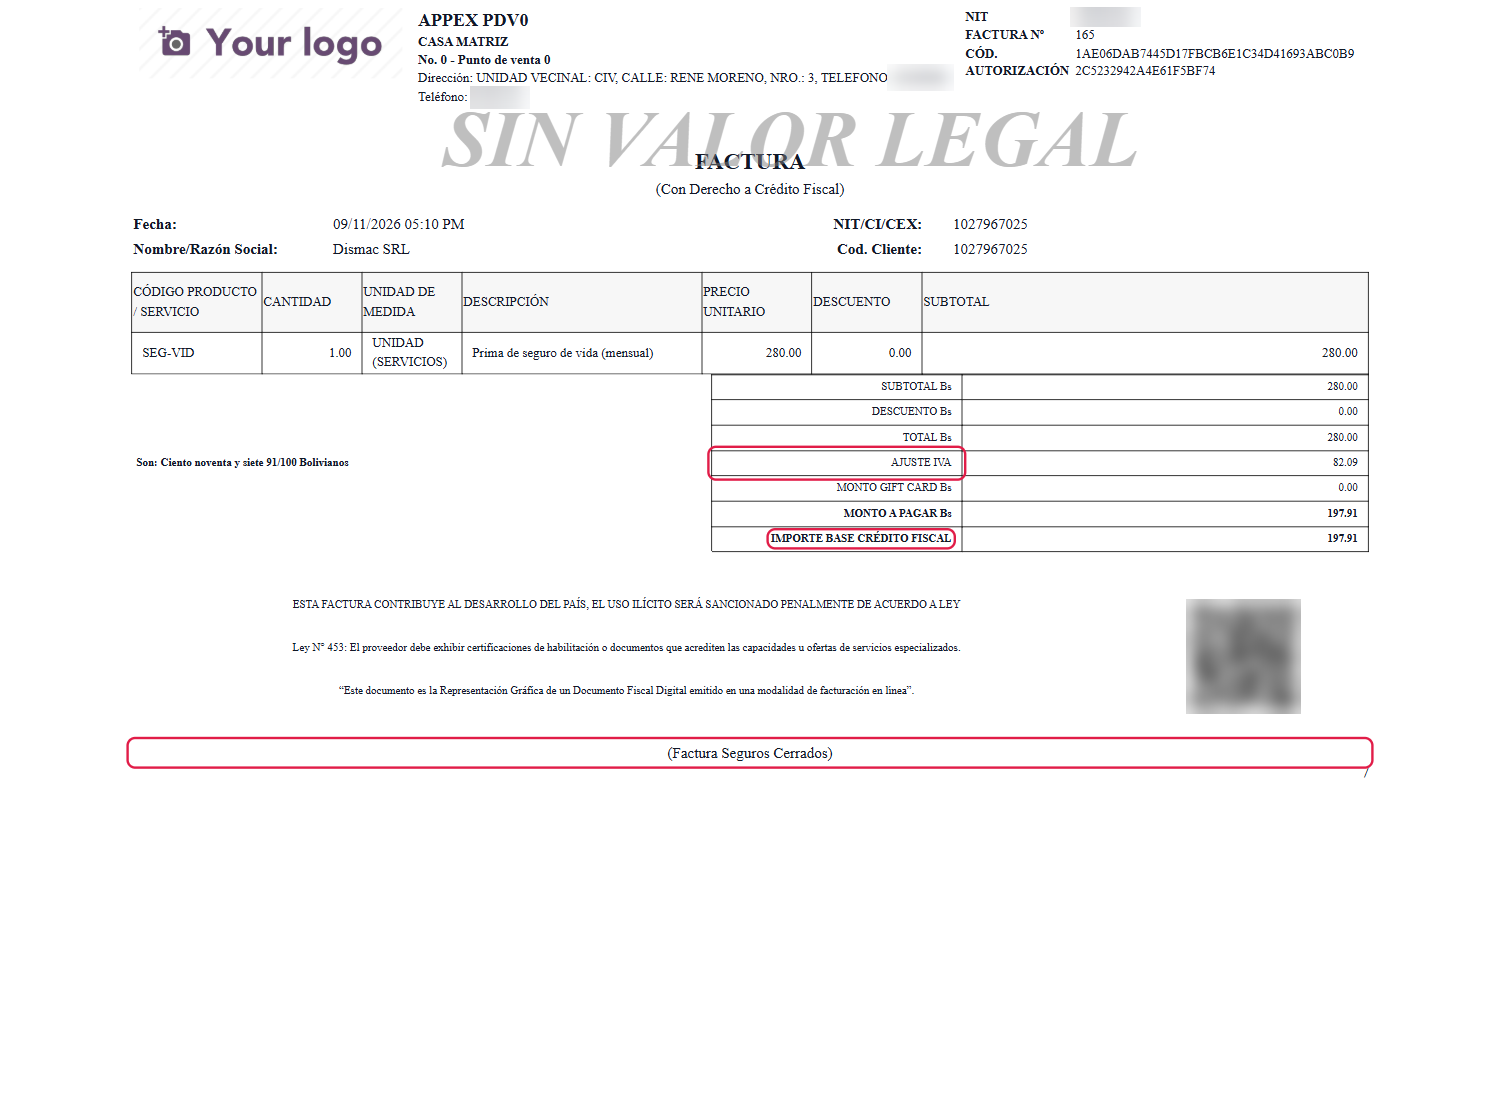 Your logo
APPEX PDV0
CASA MATRIZ
No. 0 - Punto de venta 0
Dirección: UNIDAD VECINAL: CIV, CALLE: RENE MORENO, NRO.: 3, TELEFONO
Teléfono:
NIT
FACTURA Nº 165
CÓD. AUTORIZACIÓN 1AE06DAB7445D17FBCB6E1C34D41693ABC0B9
2C5232942A4E61F5BF74
SIN VALOR LEGAL
FACTURA
(Con Derecho a Crédito Fiscal)
Fecha: 09/11/2026 05:10 PM NIT/CI/CEX: 1027967025
Nombre/Razón Social: Dismac SRL Cod. Cliente: 1027967025
CÓDIGO PRODUCTO / SERVICIO CANTIDAD UNIDAD DE MEDIDA DESCRIPCIÓN PRECIO UNITARIO DESCUENTO SUBTOTAL
SEG-VID 1.00 UNIDAD (SERVICIOS) Prima de seguro de vida (mensual) 280.00 0.00 280.00
SUBTOTAL Bs 280.00
DESCUENTO Bs 0.00
TOTAL Bs 280.00
Son: Ciento noventa y siete 91/100 Bolivianos AJUSTE IVA 82.09
MONTO GIFT CARD Bs 0.00
MONTO A PAGAR Bs 197.91
IMPORTE BASE CRÉDITO FISCAL 197.91
ESTA FACTURA CONTRIBUYE AL DESARROLLO DEL PAÍS, EL USO ILÍCITO SERÁ SANCIONADO PENALMENTE DE ACUERDO A LEY
Ley N° 453: El proveedor debe exhibir certificaciones de habilitación o documentos que acrediten las capacidades u ofertas de servicios especializados.
“Este documento es la Representación Gráfica de un Documento Fiscal Digital emitido en una modalidad de facturación en línea”.
(Factura Seguros Cerrados)
/